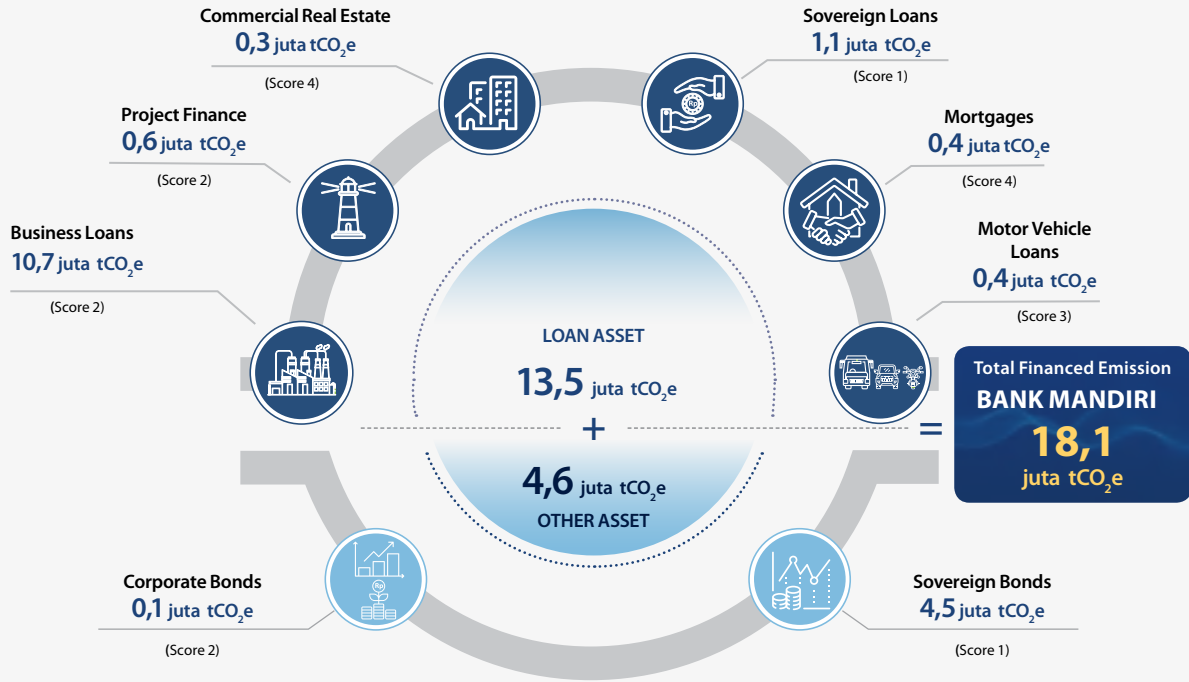 Commercial Real Estate
0,3 juta tCO₂e
(Score 4)
Sovereign Loans
1,1 juta tCO₂e
(Score 1)
Project Finance
0,6 juta tCO₂e
(Score 2)
Mortgages
0,4 juta tCO₂e
(Score 4)
Business Loans
10,7 juta tCO₂e
(Score 2)
Motor Vehicle
Loans
0,4 juta tCO₂e
(Score 3)
Rp
LOAN ASSET
13,5 juta tCO₂e
+
4,6 juta tCO₂e
OTHER ASSET
=
Total Financed Emission
BANK MANDIRI
18,1
juta tCO₂e
Corporate Bonds
0,1 juta tCO₂e
(Score 2)
Rp
Sovereign Bonds
4,5 juta tCO₂e
(Score 1)